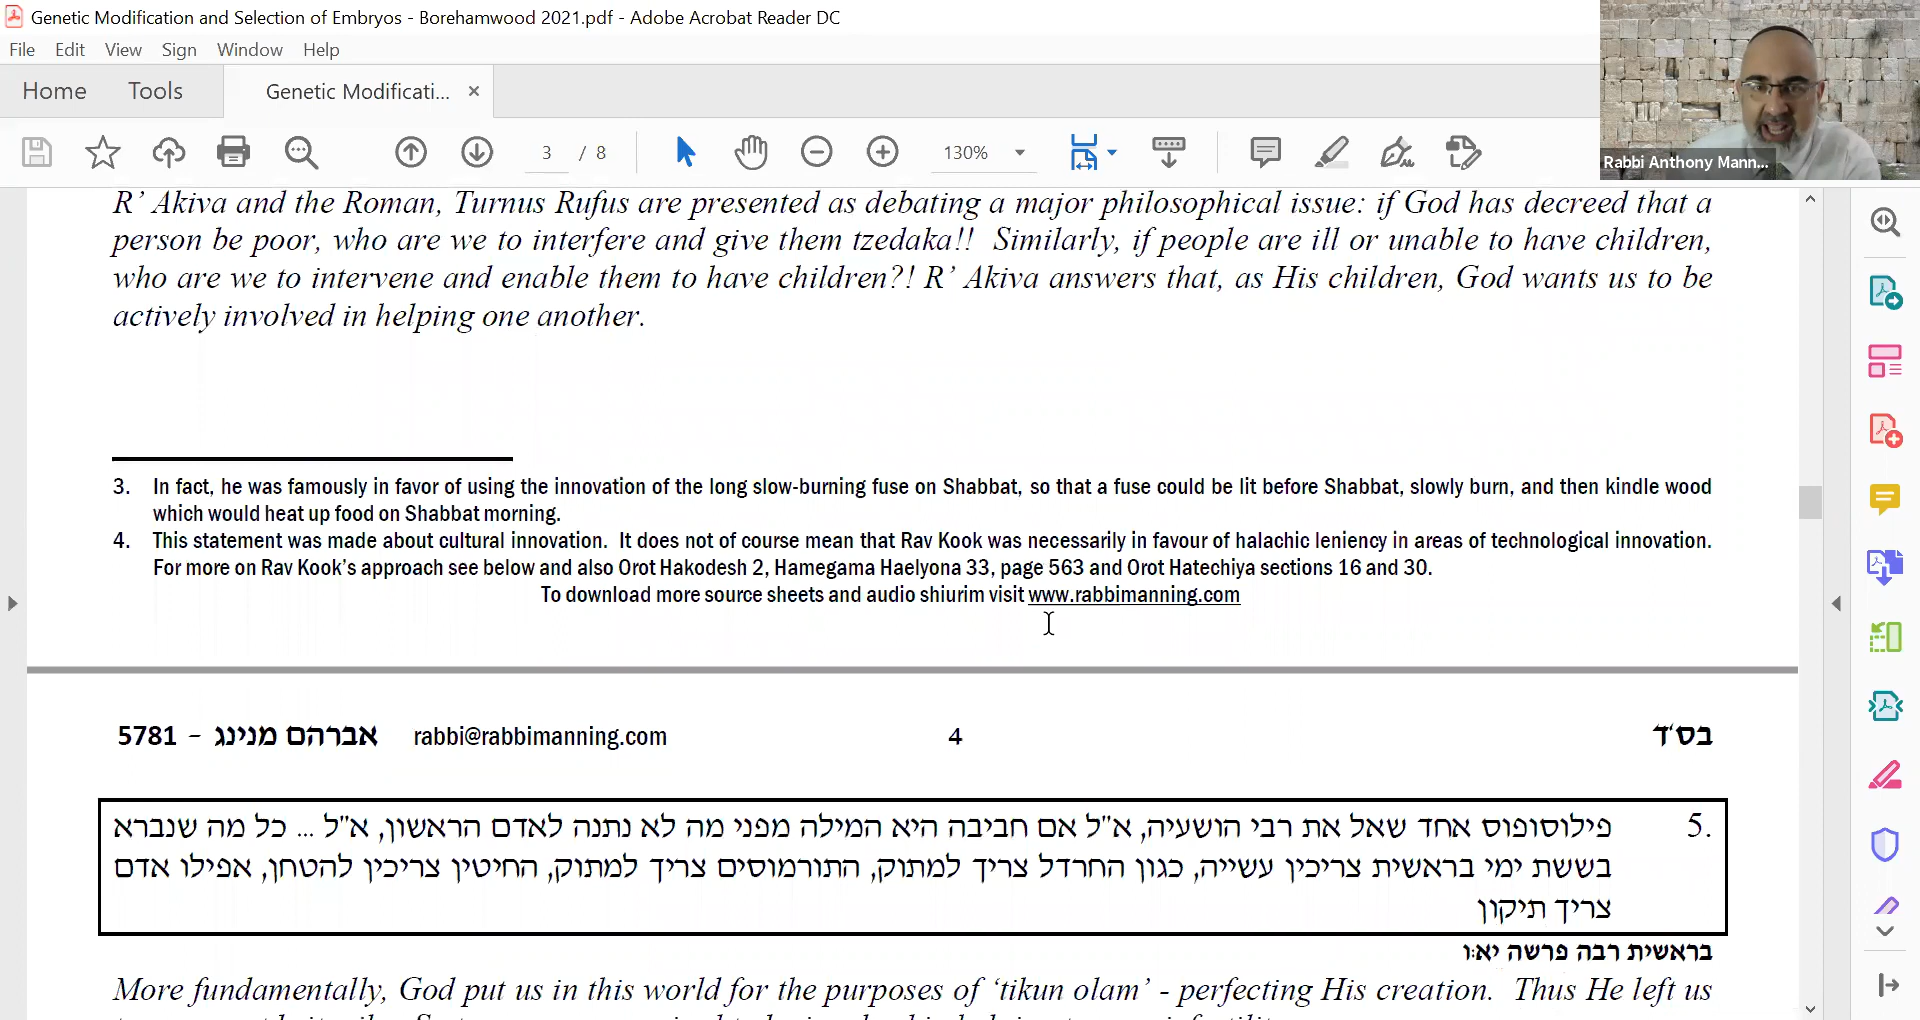 Genetic Modification and Selection of Embryos - Borehamwood 2021.pdf - Adobe Acrobat Reader DC
File Edit View Sign Window Help
Home Tools Genetic Modificati... ×
3 / 8 130%
Rabbi Anthony Mann...
R’ Akiva and the Roman, Turnus Rufus are presented as debating a major philosophical issue: if God has decreed that a
person be poor, who are we to interfere and give them tzedaka!! Similarly, if people are ill or unable to have children,
who are we to intervene and enable them to have children?! R’ Akiva answers that, as His children, God wants us to be
actively involved in helping one another.
3. In fact, he was famously in favor of using the innovation of the long slow-burning fuse on Shabbat, so that a fuse could be lit before Shabbat, slowly burn, and then kindle wood
which would heat up food on Shabbat morning.
4. This statement was made about cultural innovation. It does not of course mean that Rav Kook was necessarily in favour of halachic leniency in areas of technological innovation.
For more on Rav Kook’s approach see below and also Orot Hakodesh 2, Hamegama Haelyona 33, page 563 and Orot Hatechiya sections 16 and 30.
To download more source sheets and audio shiurim visit www.rabbimanning.com
5781 - אברהם מנינג rabbi@rabbimanning.com 4 בס'ד
5. פילוסופוס אחד שאל את רבי הושעיה, א"ל אם חביבה היא המילה מפני מה לא נתנה לאדם הראשון, א"ל ... כל מה שנברא
בששת ימי בראשית צריכין עשייה, כגון החרדל צריך למתוק, התורמוסים צריך למתוק, החיטין צריכין להטחן, אפילו אדם
צריך תיקון
בראשית רבה פרשה יא:ו
More fundamentally, God put us in this world for the purposes of ‘tikun olam’ - perfecting His creation. Thus He left us